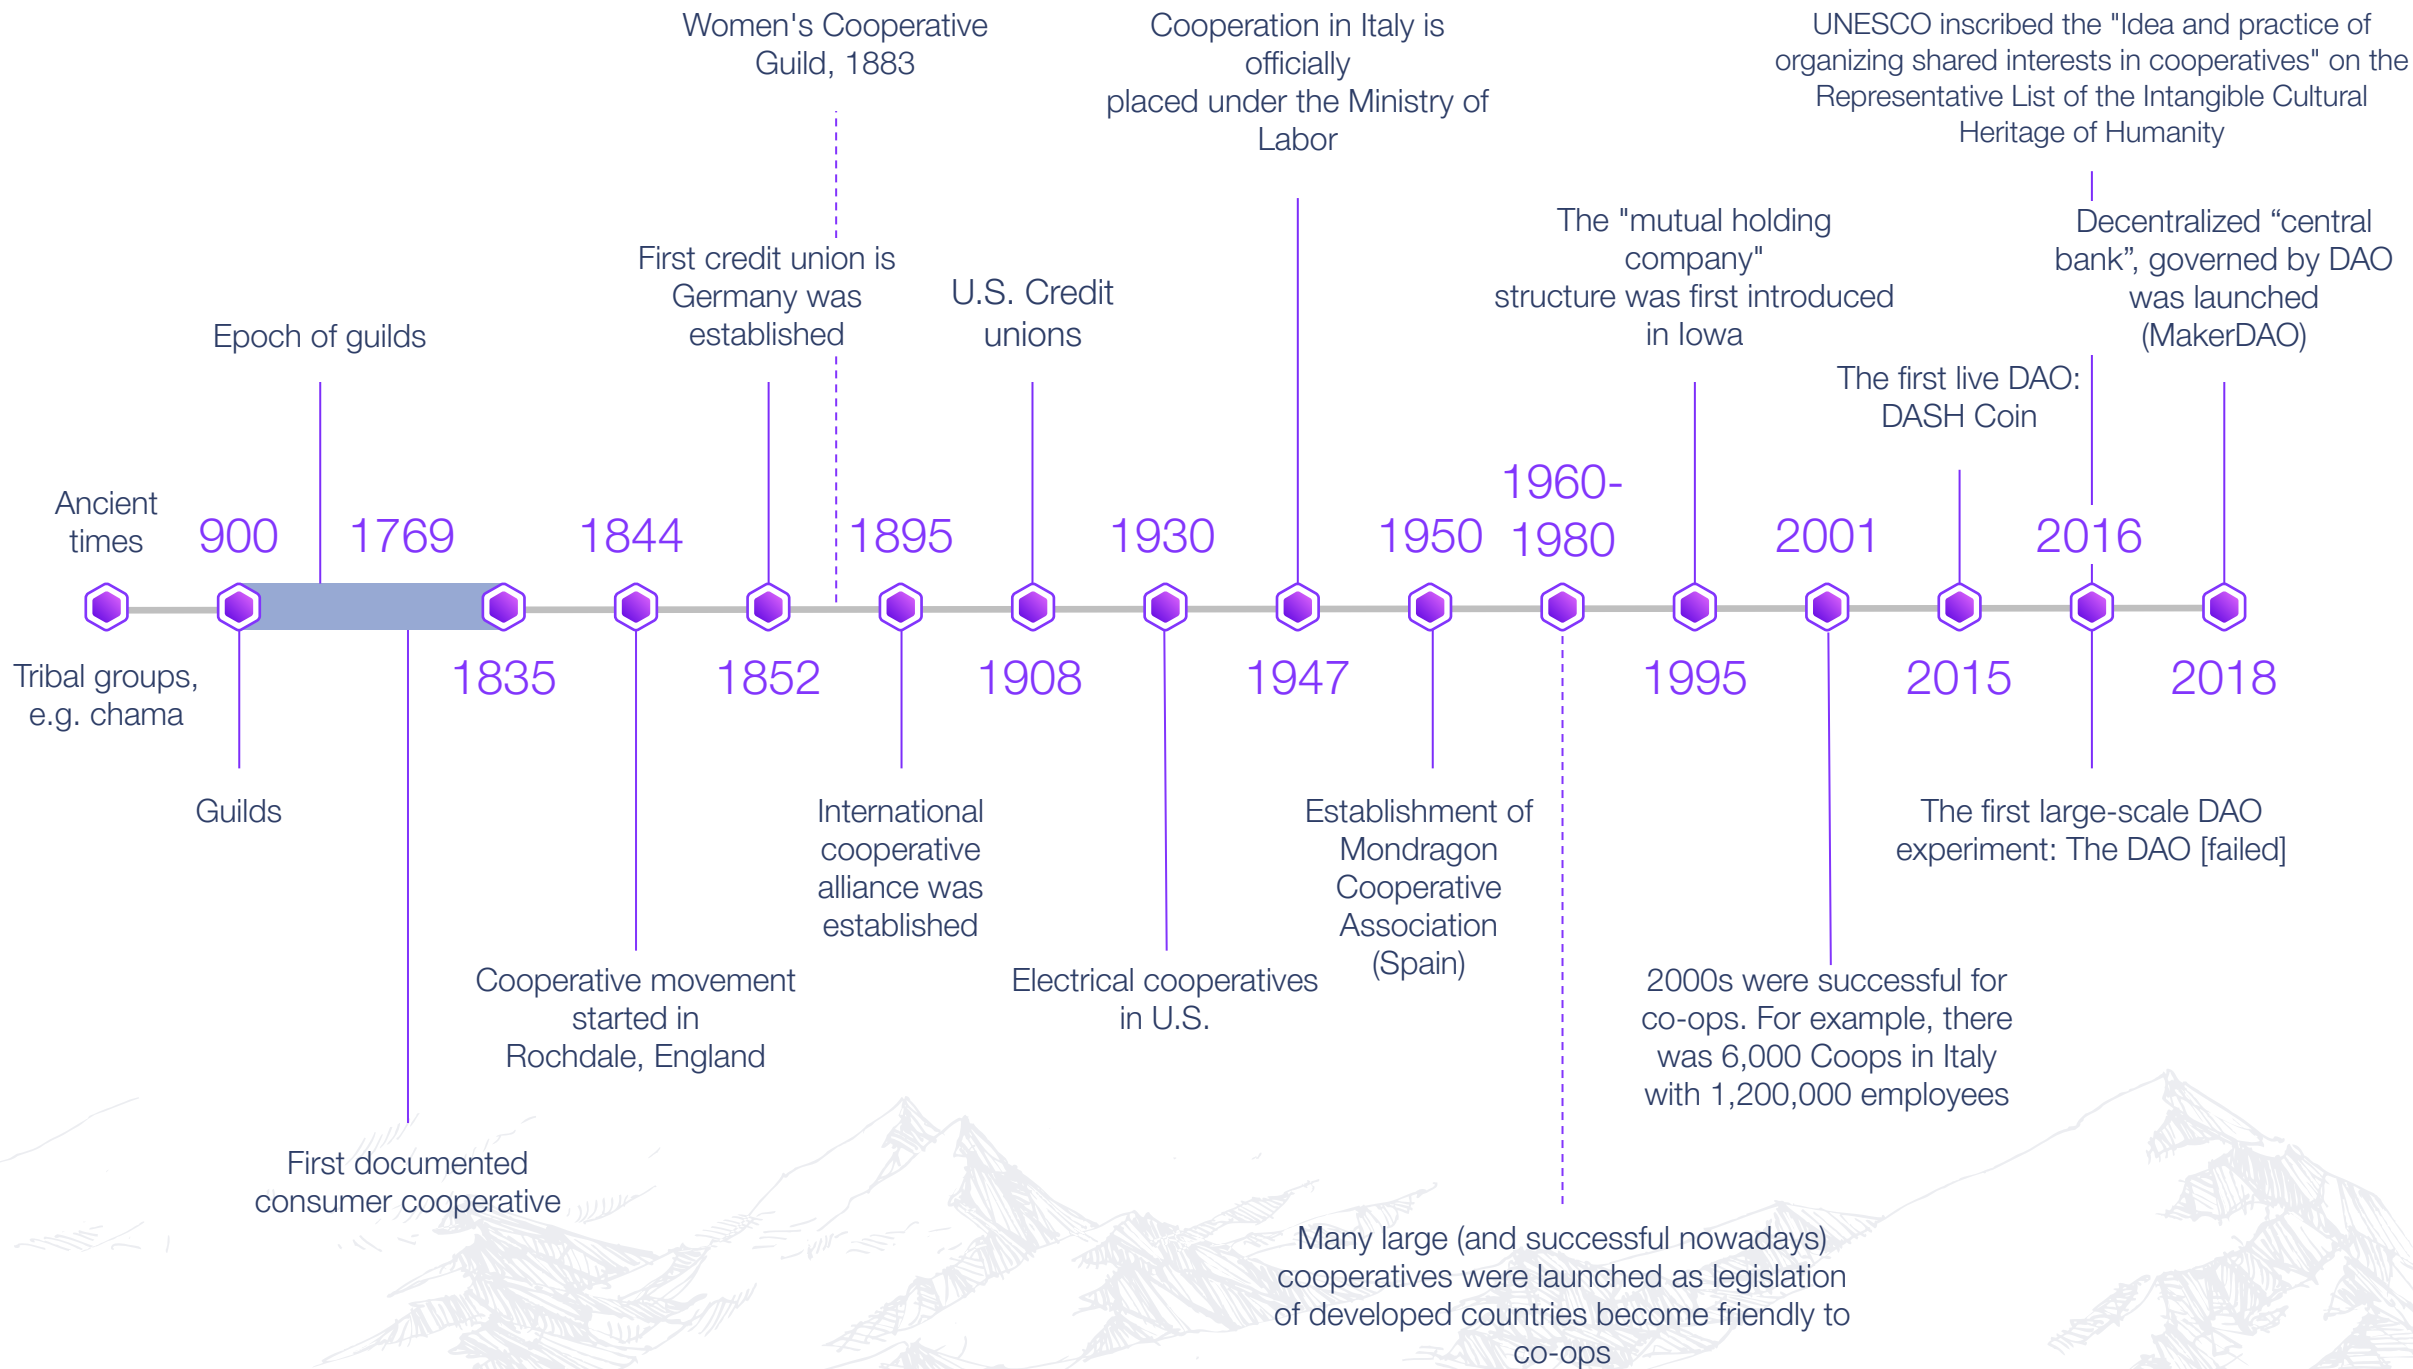 Women's Cooperative
Guild, 1883
Cooperation in Italy is
officially
placed under the Ministry of
Labor
UNESCO inscribed the "Idea and practice of
organizing shared interests in cooperatives" on the
Representative List of the Intangible Cultural
Heritage of Humanity
Epoch of guilds
First credit union is
Germany was
established
U.S. Credit
unions
The "mutual holding
company"
structure was first introduced
in Iowa
The first live DAO:
DASH Coin
Decentralized “central
bank”, governed by DAO
was launched
(MakerDAO)
Ancient
times
900
1769
1844
1895
1930
1950
1960-
1980
2001
2016
Tribal groups,
e.g. chama
1835
1852
1908
1947
1995
2015
2018
Guilds
International
cooperative
alliance was
established
Establishment of
Mondragon
Cooperative
Association
(Spain)
The first large-scale DAO
experiment: The DAO [failed]
Cooperative movement
started in
Rochdale, England
Electrical cooperatives
in U.S.
2000s were successful for
co-ops. For example, there
was 6,000 Coops in Italy
with 1,200,000 employees
First documented
consumer cooperative
Many large (and successful nowadays)
cooperatives were launched as legislation
of developed countries become friendly to
co-ops